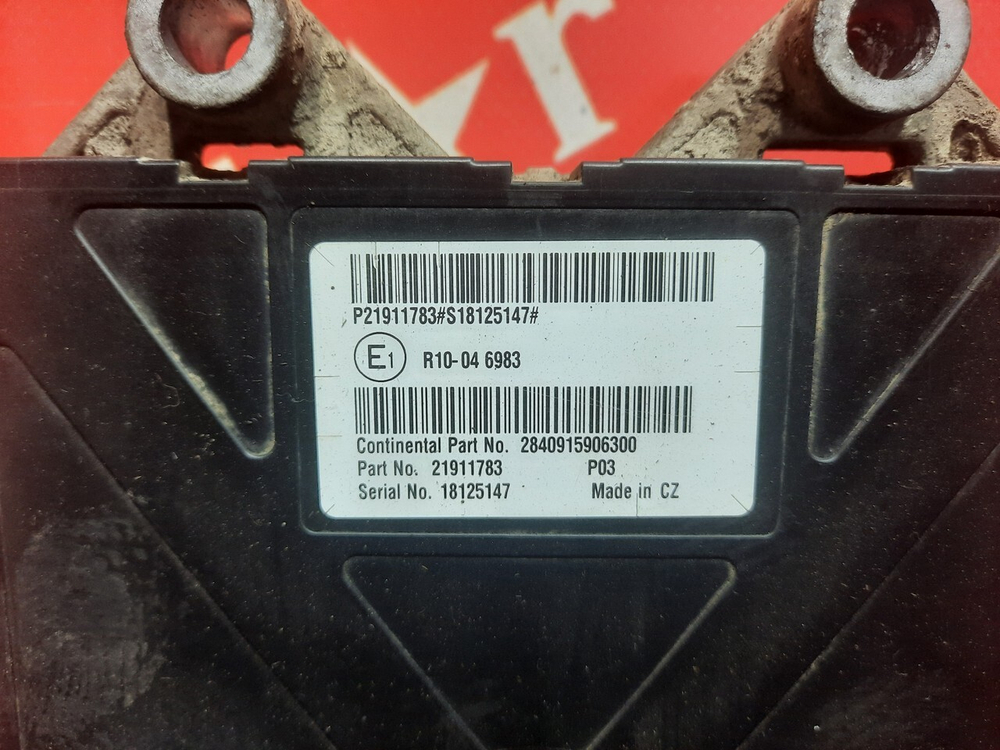 r
P21911783#S18125147#
E1 R10-04 6983
Continental Part No. 2840915906300
Part No. 21911783 P03
Serial No. 18125147 Made in CZ